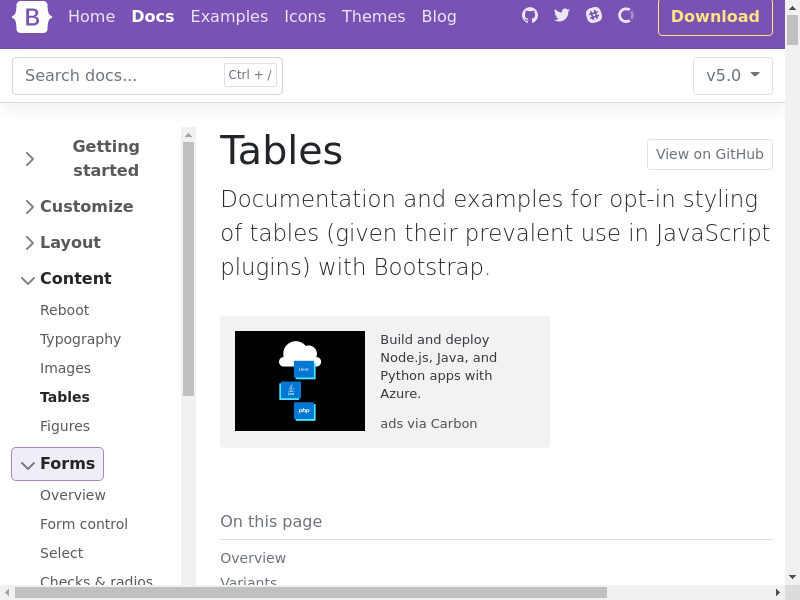 B Home Docs Examples Icons Themes Blog Download
Search docs... Ctrl + / v5.0
Getting started
Customize
Layout
Content
Reboot
Typography
Images
Tables
Figures
Forms
Overview
Form control
Select
Checks & radios
Tables
View on GitHub
Documentation and examples for opt-in styling
of tables (given their prevalent use in JavaScript
plugins) with Bootstrap.
php
Build and deploy
Node.js, Java, and
Python apps with
Azure.
ads via Carbon
On this page
Overview
Variants